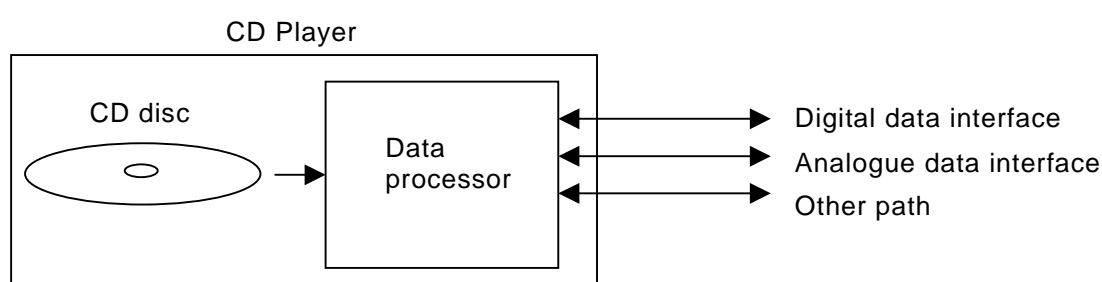 CD Player
CD disc
Data
processor
Digital data interface
Analogue data interface
Other path